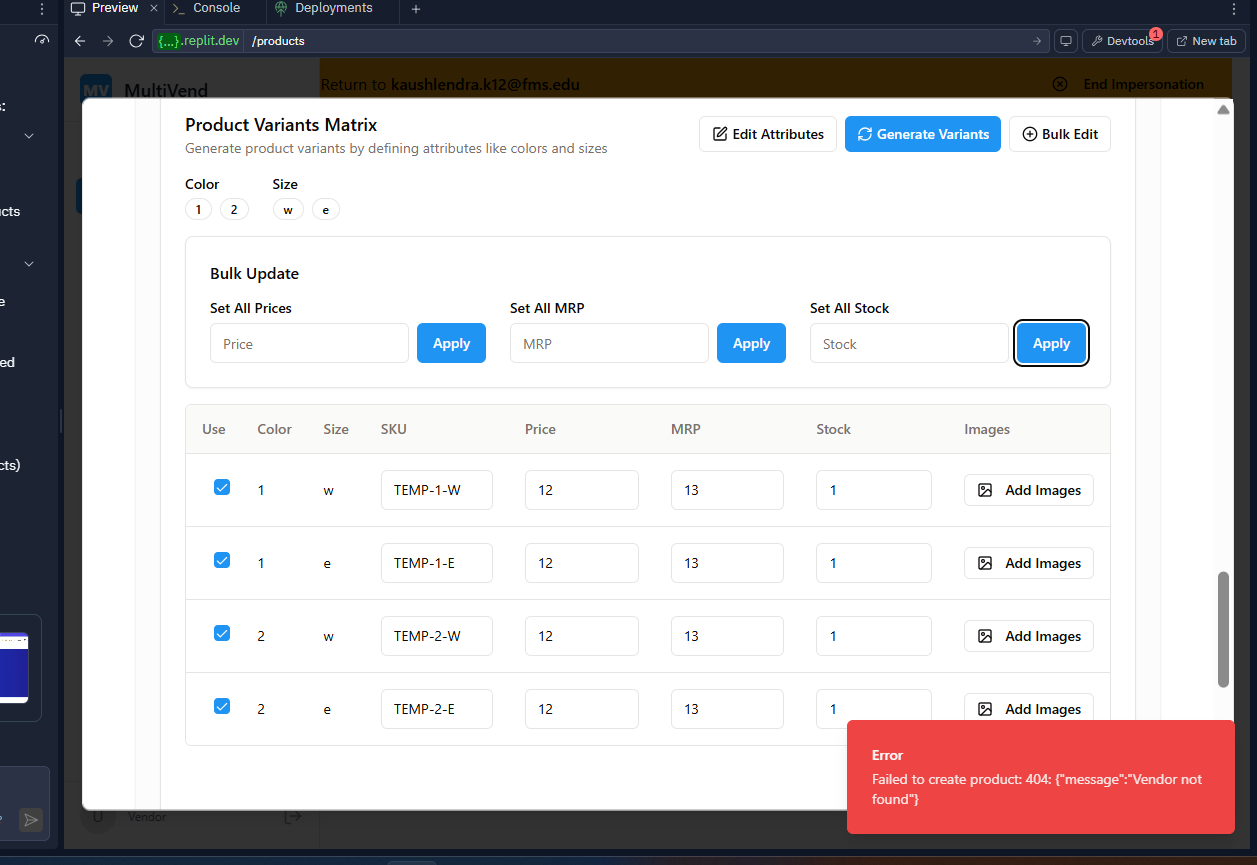 Preview
Console
Deployments
{...}.replit.dev /products
Devtools 1
New tab
s:
cts
e
ed
cts)
MV MultiVend
Return to kaushlendra.k12@fms.edu
End Impersonation
Product Variants Matrix
Generate product variants by defining attributes like colors and sizes
Edit Attributes
Generate Variants
Bulk Edit
Color Size
1 2 w e
Bulk Update
Set All Prices Set All MRP Set All Stock
Price Apply MRP Apply Stock Apply
Use Color Size SKU Price MRP Stock Images
1 w TEMP-1-W 12 13 1 Add Images
1 e TEMP-1-E 12 13 1 Add Images
2 w TEMP-2-W 12 13 1 Add Images
2 e TEMP-2-E 12 13 1 Add Images
Error
Failed to create product: 404: {"message":"Vendor not
found"}
U Vendor